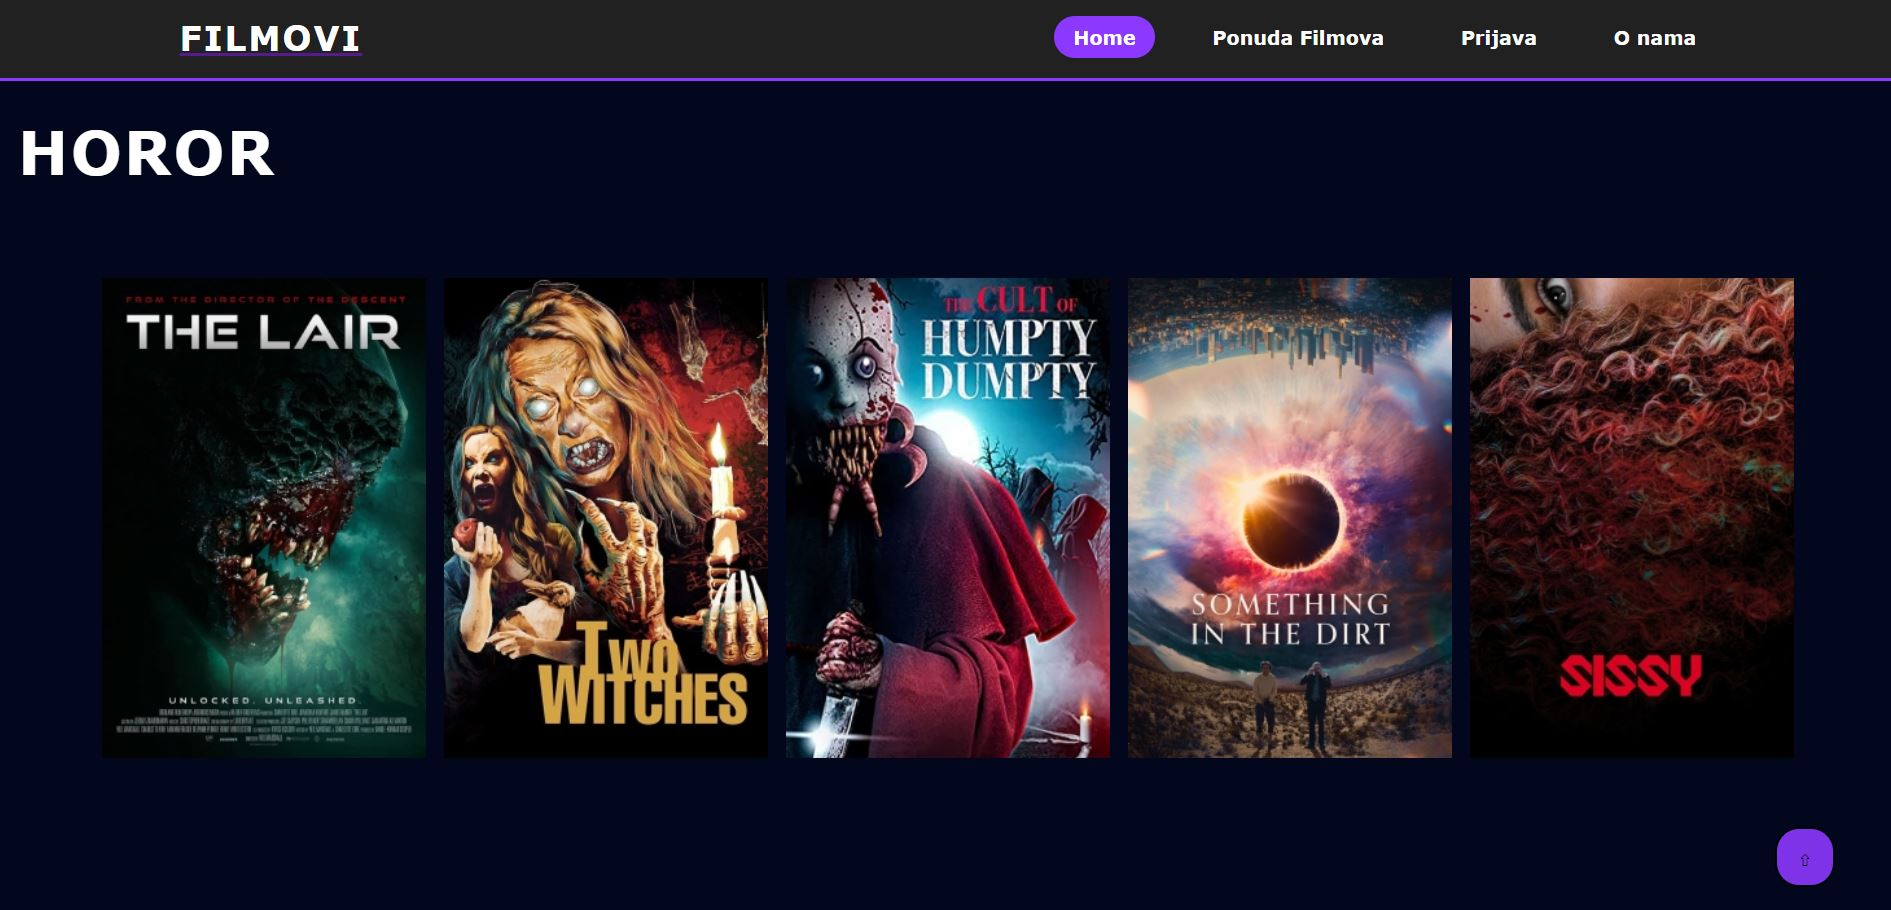 FILMOVI
Home
Ponuda Filmova
Prijava
O nama
HOROR
FROM THE DIRECTOR OF THE DESCENT
THE LAIR
UNLOCKED. UNLEASHED.
TWO
WITCHES
THE CULT OF
HUMPTY
DUMPTY
SOMETHING
IN THE DIRT
SISSY
⇧